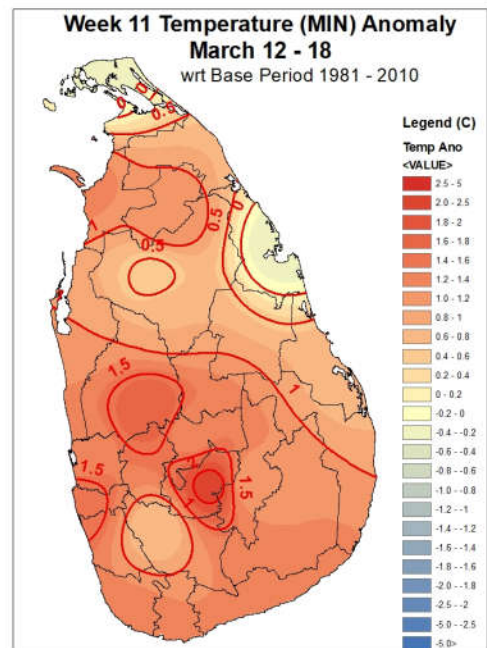 Week 11 Temperature (MIN) Anomaly
March 12 - 18
wrt Base Period 1981 - 2010
Legend (C)
Temp Ano
<VALUE>
2.5 - 5
2.0 - 2.5
1.8 - 2
1.6 - 1.8
1.4 - 1.6
1.2 - 1.4
1.0 - 1.2
0.8 - 1
0.6 - 0.8
0.4 - 0.6
0.2 - 0.4
0 - 0.2
-0.2 - 0
-0.4 - -0.2
-0.6 - -0.4
-0.8 - -0.6
-1.0 - -0.8
-1.2 - -1
-1.4 - -1.2
-1.6 - -1.4
-1.8 - -1.6
-2.0 - -1.8
-2.5 - -2
-5.0 - -2.5
-5.0>
0
0.5
1
0.5
0
0.5
1
1.5
1.5
2
1.5
1